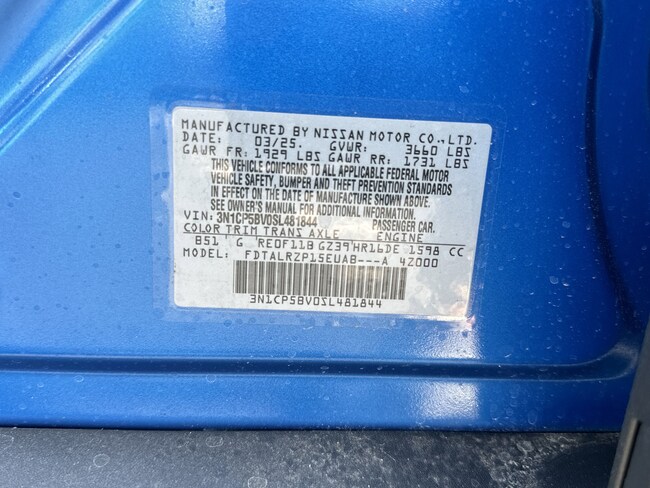 MANUFACTURED BY NISSAN MOTOR CO., LTD.
DATE: 03/25. GVWR: 3660 LBS
GAWR FR: 1929 LBS GAWR RR: 1731 LBS
THIS VEHICLE CONFORMS TO ALL APPLICABLE FEDERAL MOTOR
VEHICLE SAFETY, BUMPER AND THEFT PREVENTION STANDARDS
IN EFFECT ON THE DATE OF MANUFACTURE SHOWN ABOVE.
SEE OWNER'S MANUAL FOR ADDITIONAL INFORMATION.
VIN: 3N1CP5BV0SL481844 PASSENGER CAR.
COLOR TRIM TRANS AXLE ENGINE
B51 G RE0F11B GZ39 HR16DE 1598 CC
MODEL: FDTALRZP15EUAB---A 42000
3N1CP5BV0SL481844